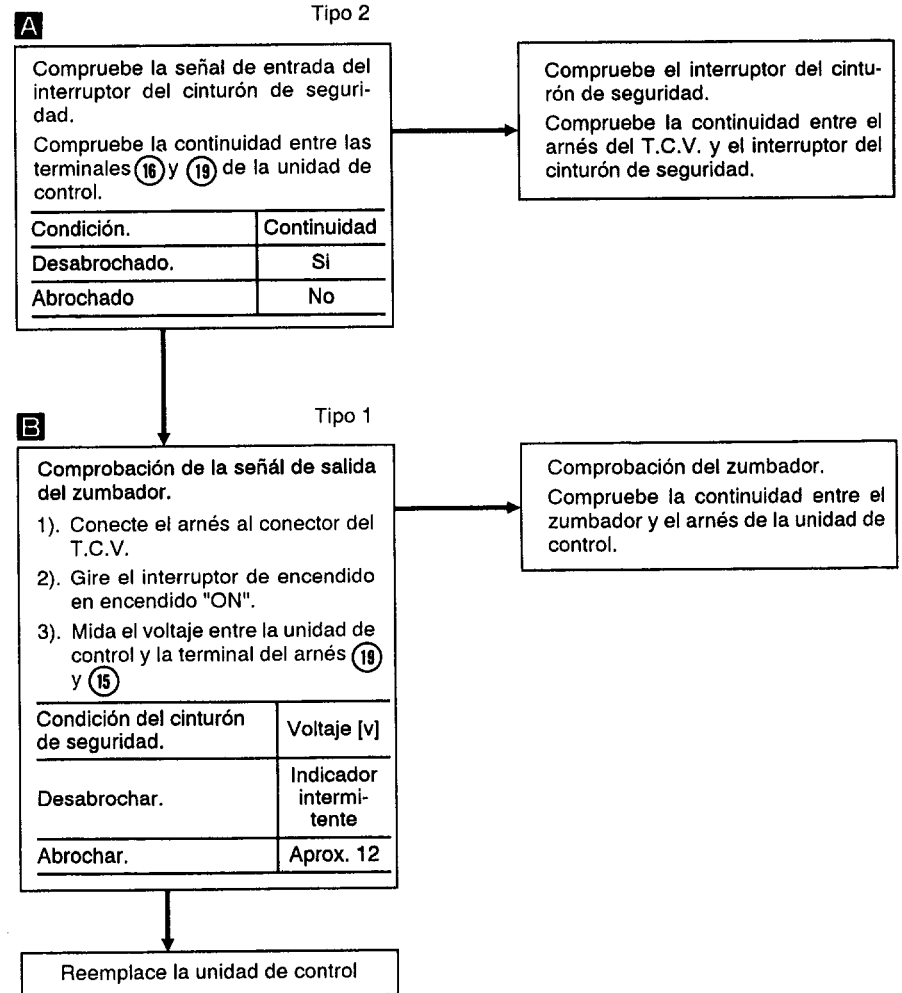 A
Tipo 2
Compruebe la señal de entrada del
interruptor del cinturón de seguri-
dad.
Compruebe la continuidad entre las
terminales 16 y 19 de la unidad de
control.
Condición. Continuidad
Desabrochado. Si
Abrochado No
Compruebe el interruptor del cintu-
rón de seguridad.
Compruebe la continuidad entre el
arnés del T.C.V. y el interruptor del
cinturón de seguridad.
B
Tipo 1
Comprobación de la señál de salida
del zumbador.
1). Conecte el arnés al conector del
T.C.V.
2). Gire el interruptor de encendido
en encendido "ON".
3). Mida el voltaje entre la unidad de
control y la terminal del arnés 19
y 15
Condición del cinturón
de seguridad.
Voltaje [v]
Desabrochar.
Indicador
intermi-
tente
Abrochar. Aprox. 12
Comprobación del zumbador.
Compruebe la continuidad entre el
zumbador y el arnés de la unidad de
control.
Reemplace la unidad de control